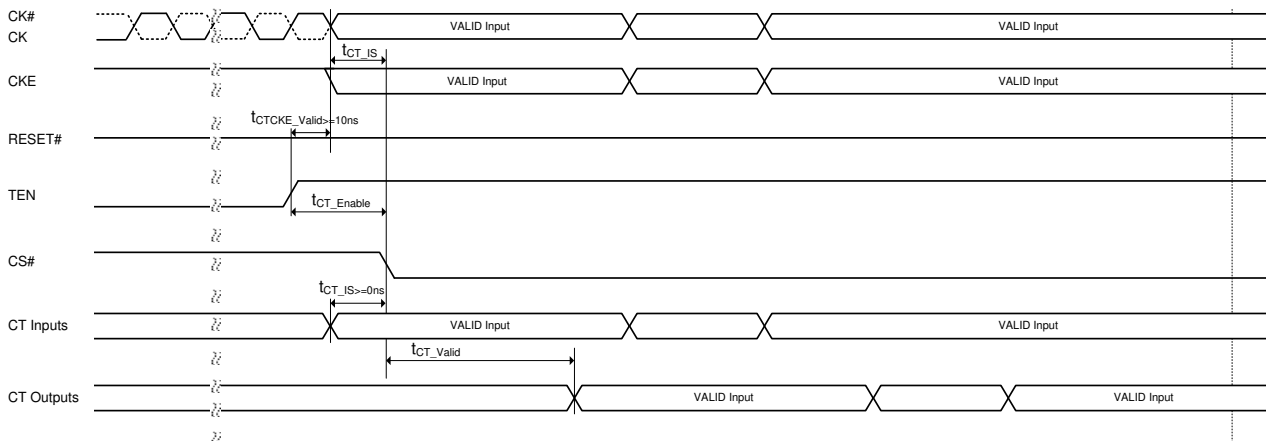 CK#
CK
VALID Input
VALID Input
tCT_IS
CKE
VALID Input
VALID Input
tCTCKE_Valid>=10ns
RESET#
TEN
tCT_Enable
CS#
tCT_IS>=0ns
CT Inputs
VALID Input
VALID Input
tCT_Valid
CT Outputs
VALID Input
VALID Input